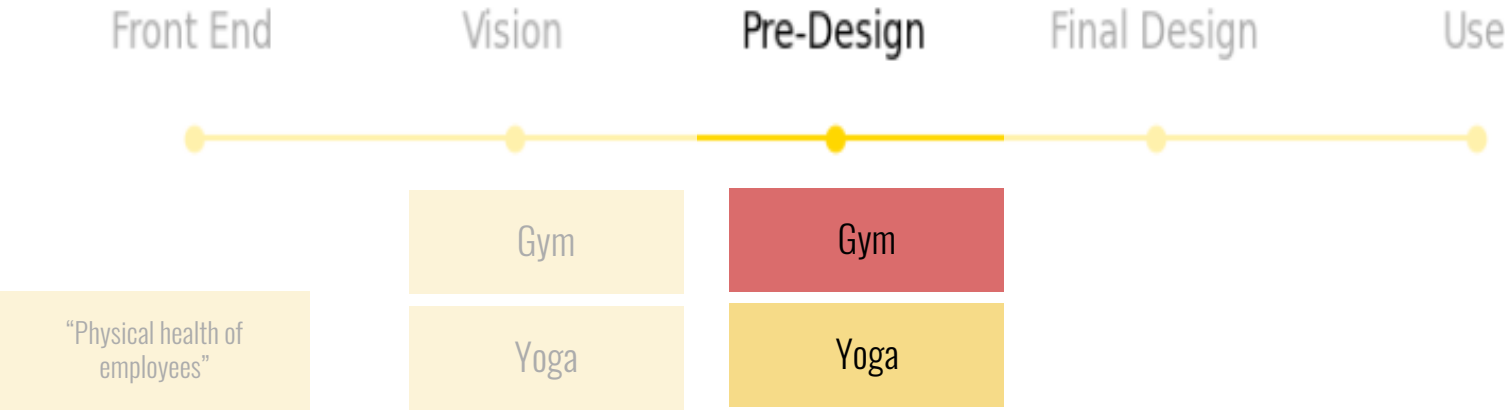 Front End Vision Pre-Design Final Design Use
Gym Gym
“Physical health of
employees”
Yoga Yoga